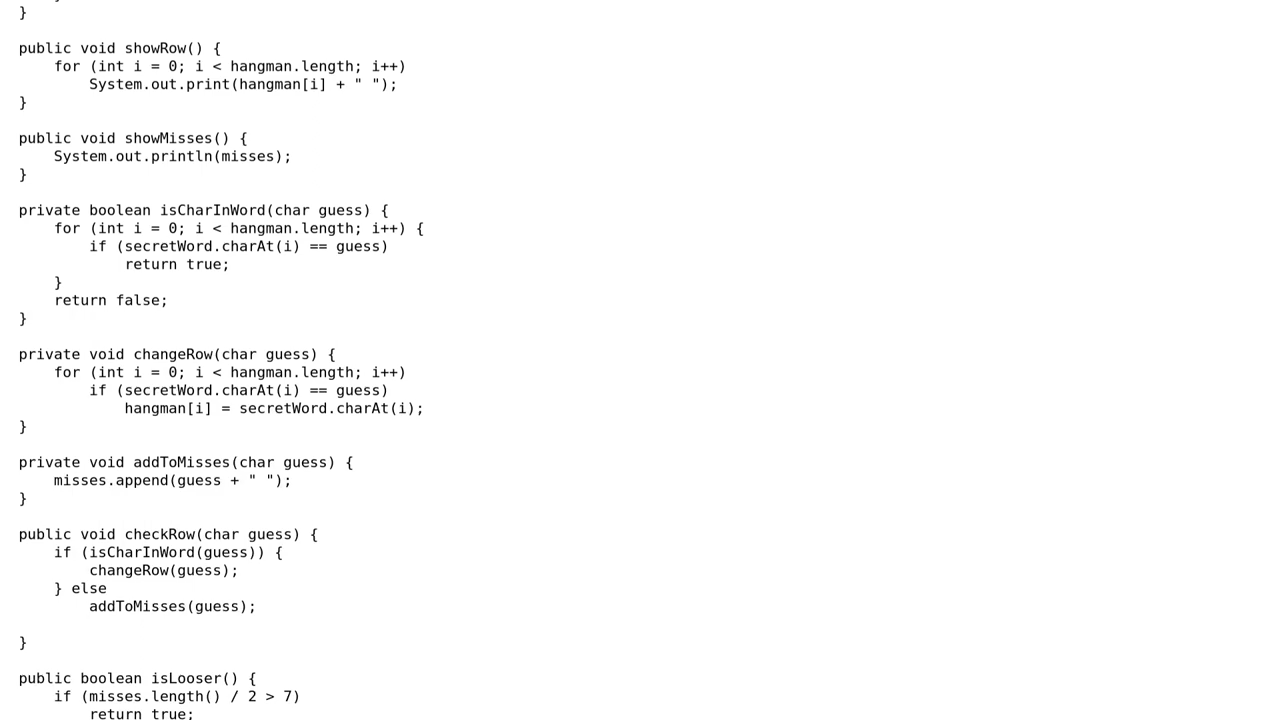 }
public void showRow() {
    for (int i = 0; i < hangman.length; i++)
        System.out.print(hangman[i] + " ");
}
public void showMisses() {
    System.out.println(misses);
}
private boolean isCharInWord(char guess) {
    for (int i = 0; i < hangman.length; i++) {
        if (secretWord.charAt(i) == guess)
            return true;
    }
    return false;
}
private void changeRow(char guess) {
    for (int i = 0; i < hangman.length; i++)
        if (secretWord.charAt(i) == guess)
            hangman[i] = secretWord.charAt(i);
}
private void addToMisses(char guess) {
    misses.append(guess + " ");
}
public void checkRow(char guess) {
    if (isCharInWord(guess)) {
        changeRow(guess);
    } else
        addToMisses(guess);
}
public boolean isLooser() {
    if (misses.length() / 2 > 7)
        return true;